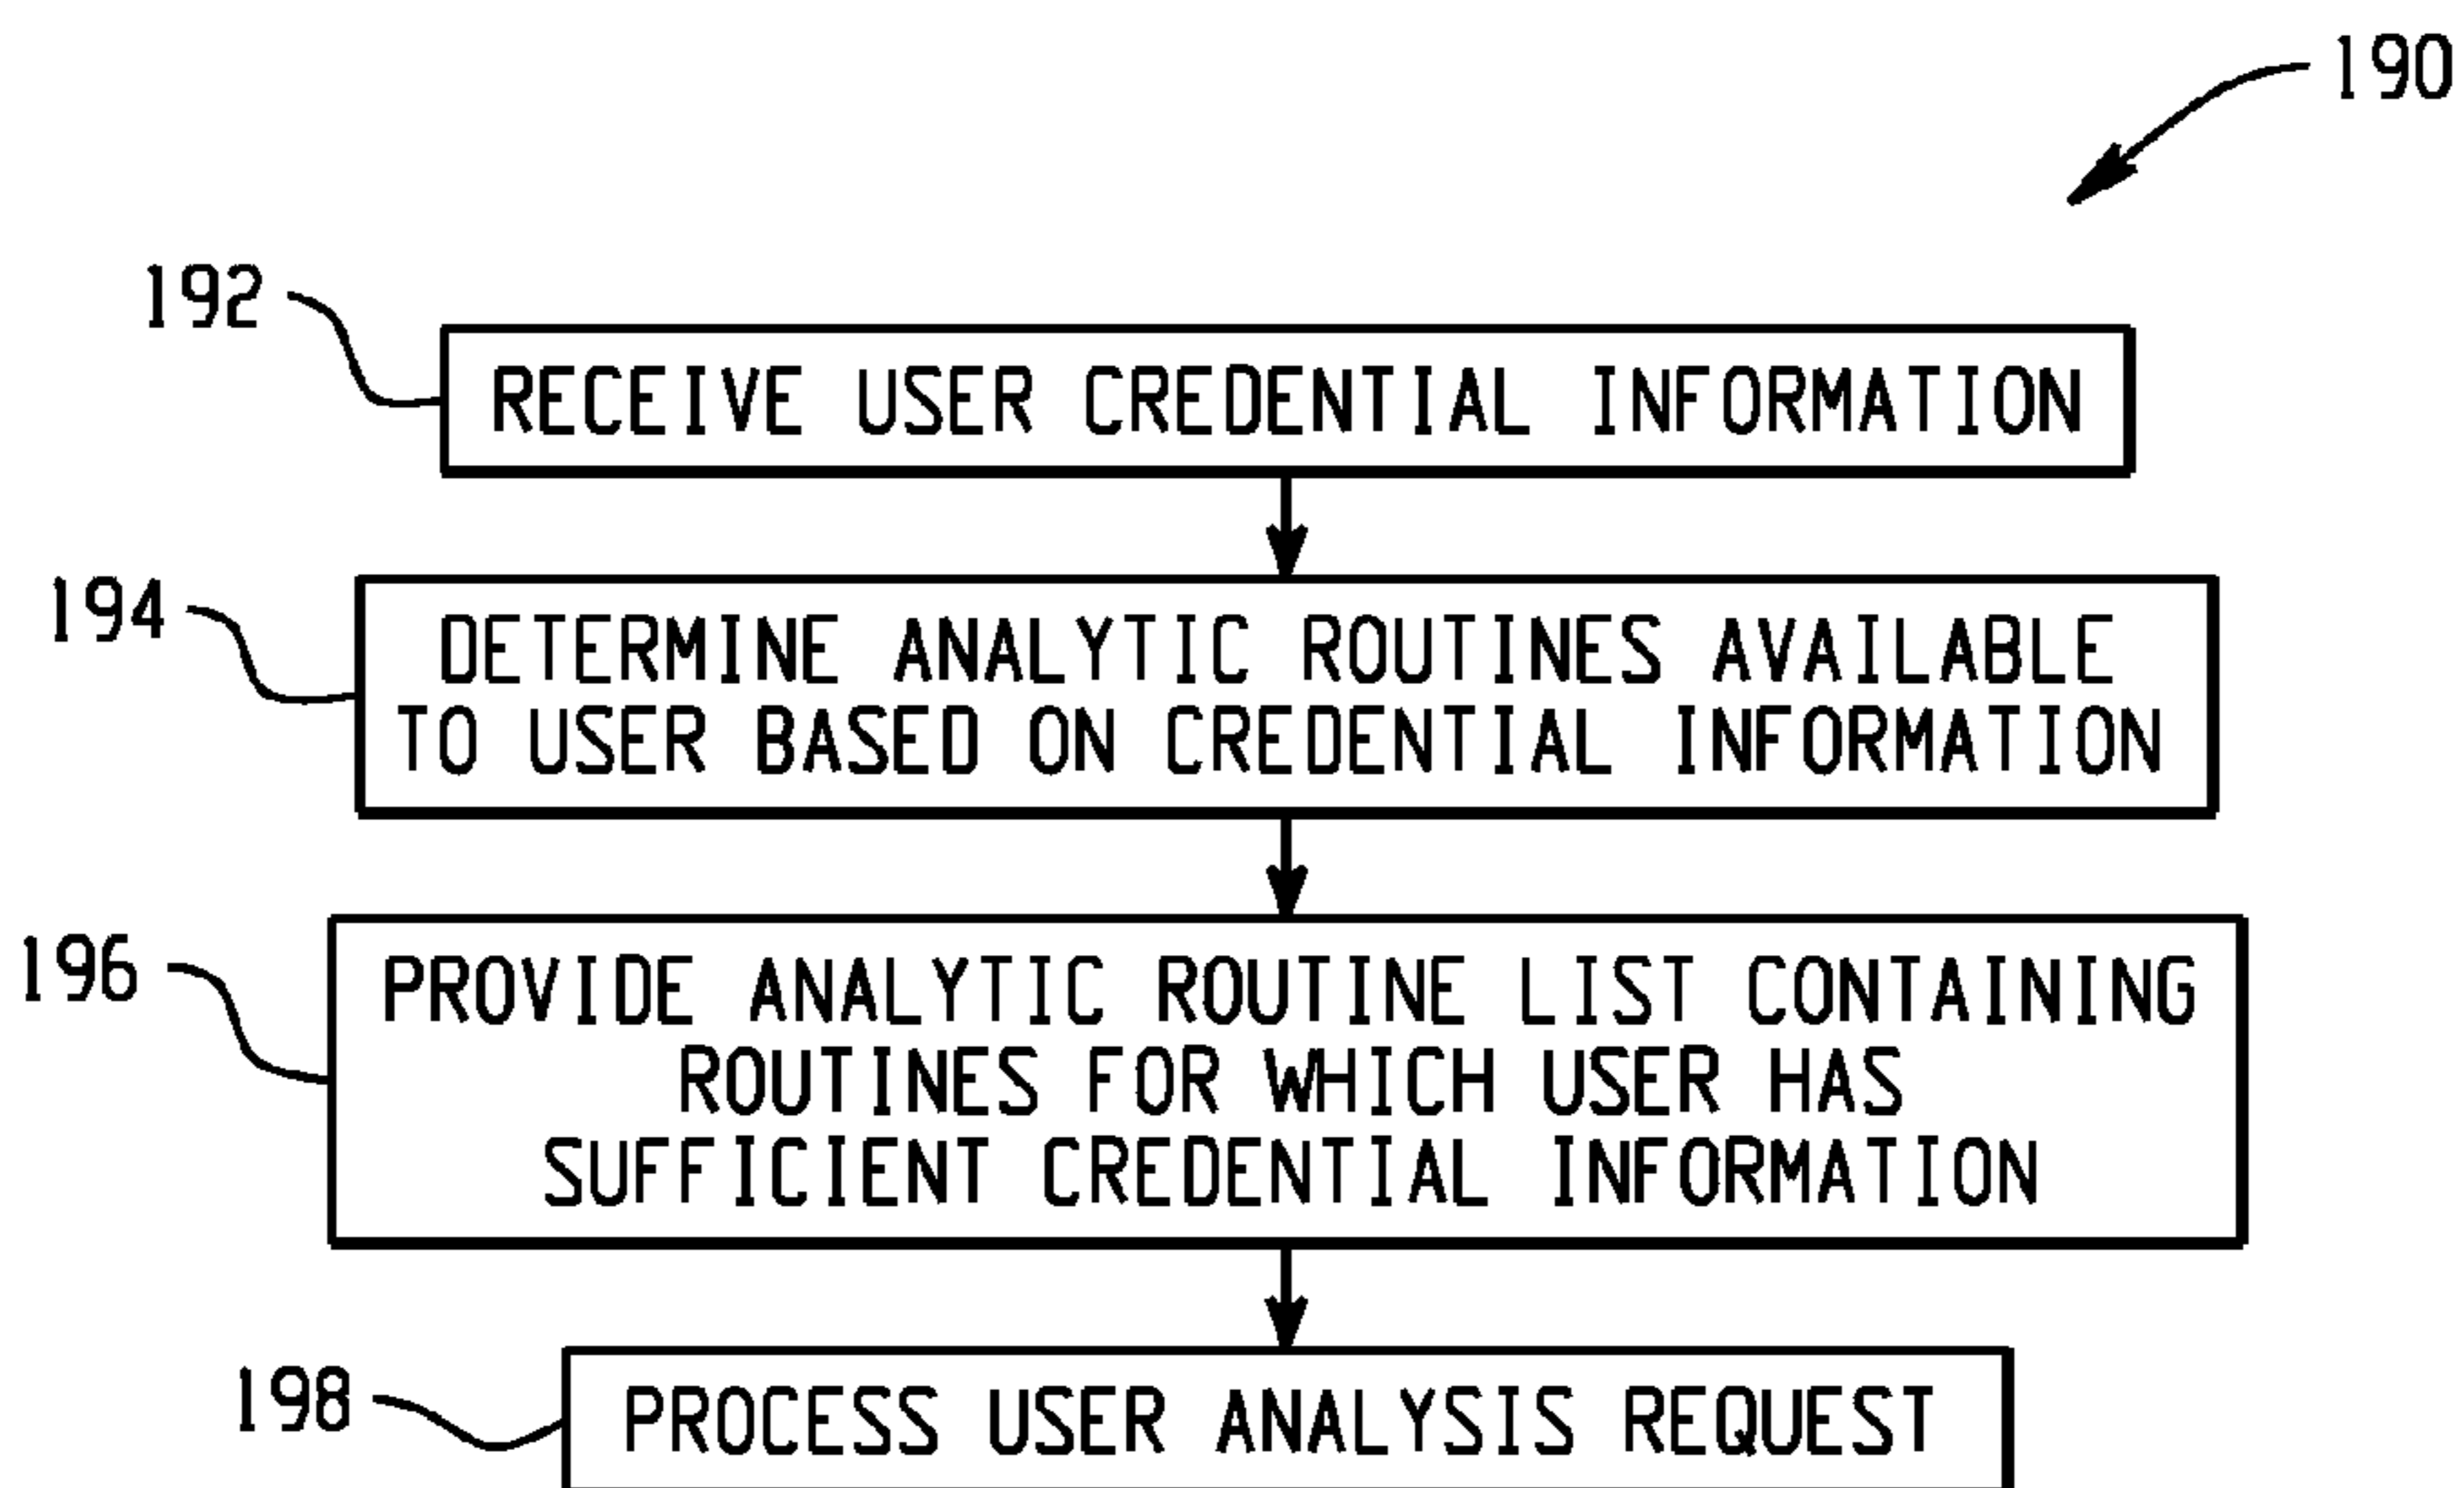 190
192
RECEIVE USER CREDENTIAL INFORMATION
194
DETERMINE ANALYTIC ROUTINES AVAILABLE
TO USER BASED ON CREDENTIAL INFORMATION
196
PROVIDE ANALYTIC ROUTINE LIST CONTAINING
ROUTINES FOR WHICH USER HAS
SUFFICIENT CREDENTIAL INFORMATION
198
PROCESS USER ANALYSIS REQUEST